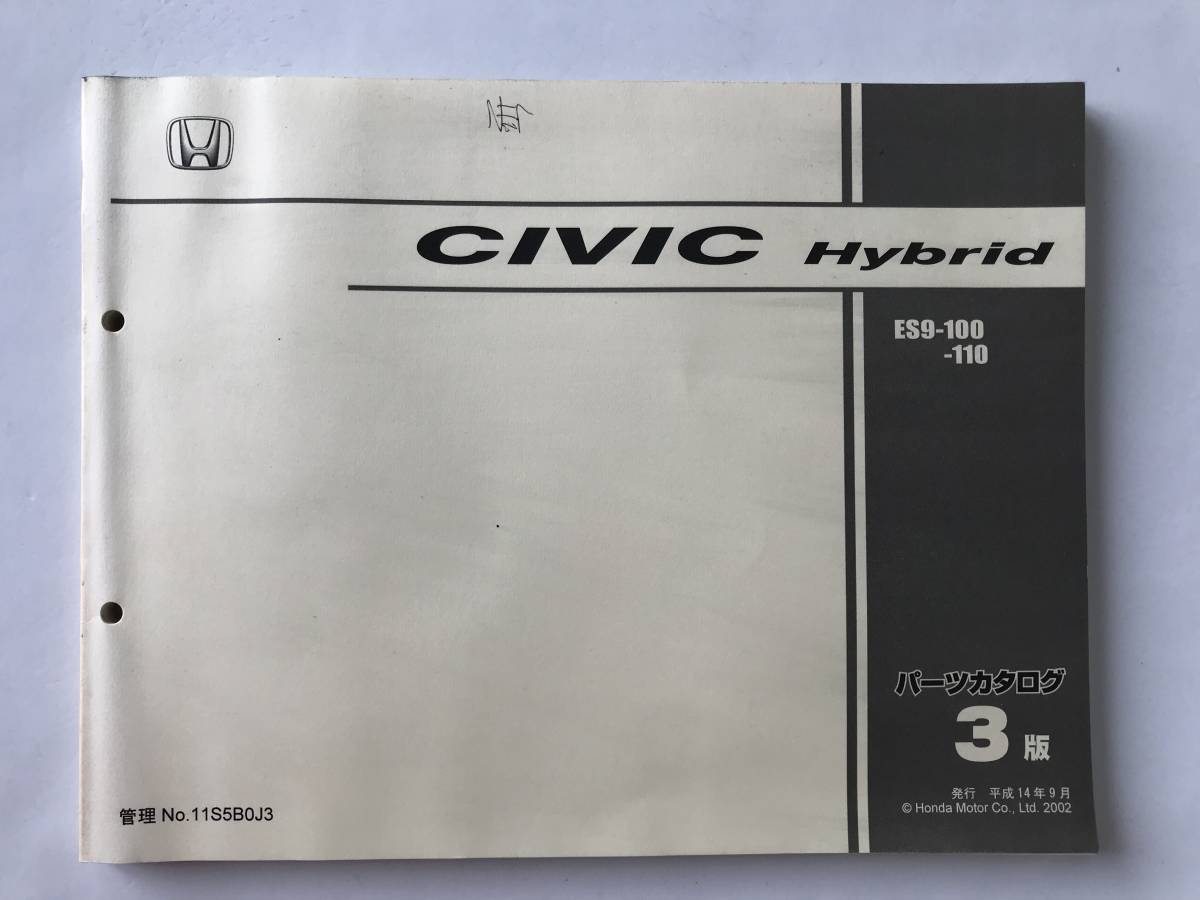 CIVIC Hybrid
ES9-100
-110
パーツカタログ
3版
発行 平成14年9月
© Honda Motor Co., Ltd. 2002
管理 No.11S5B0J3